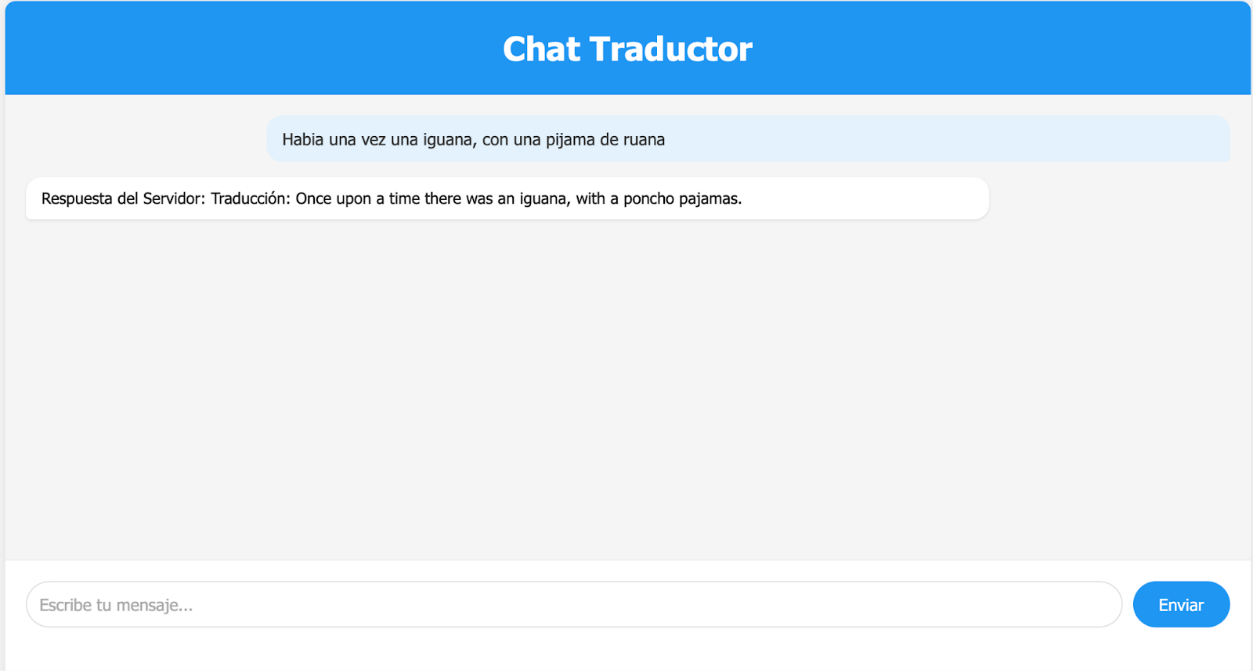 Chat Traductor
Habia una vez una iguana, con una pijama de ruana
Respuesta del Servidor: Traducción: Once upon a time there was an iguana, with a poncho pajamas.
Escribe tu mensaje...
Enviar